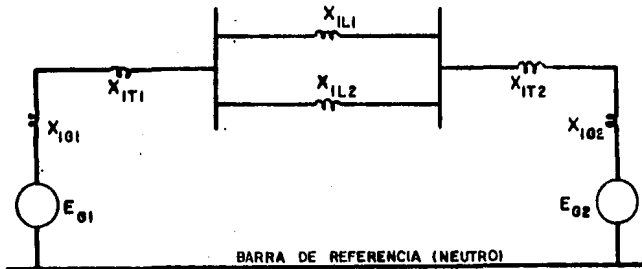 X1L1
X1T1
X1L2
X1T2
X1G1
X1G2
EG1
EG2
BARRA DE REFERENCIA (NEUTRO)